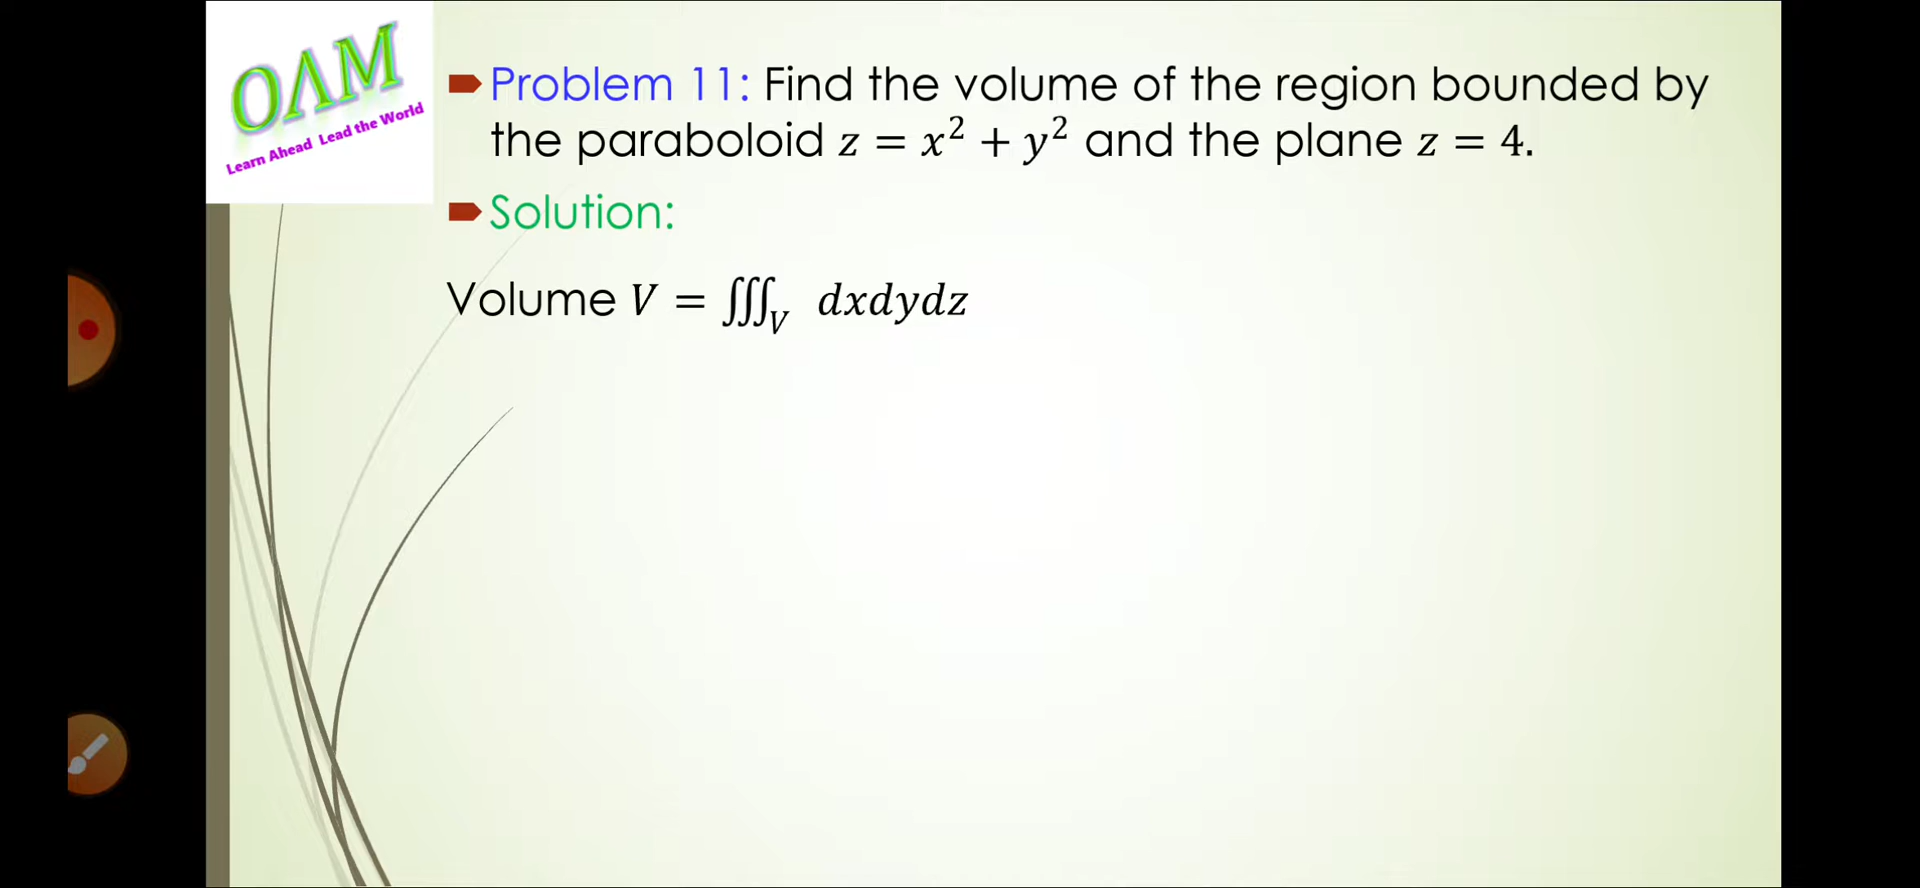 OAM
Learn Ahead Lead the World
Problem 11: Find the volume of the region bounded by
the paraboloid z = x² + y² and the plane z = 4.
Solution:
Volume V = ∭_V dxdydz